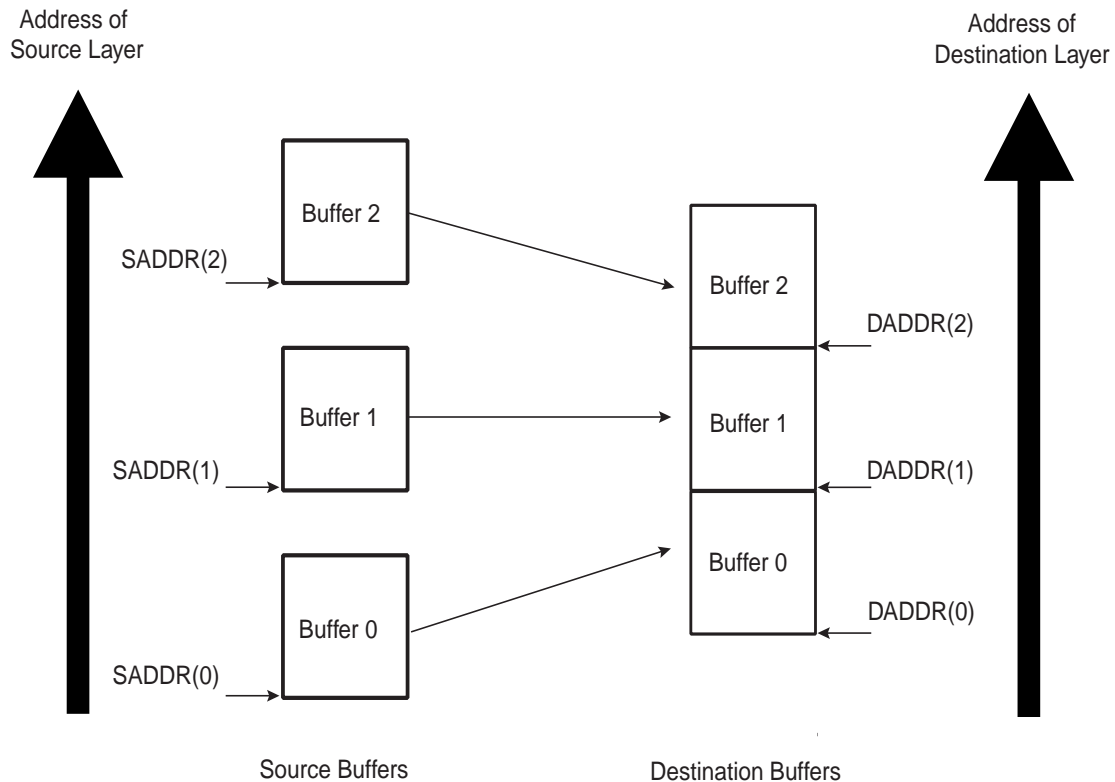 Address of
Source Layer
Address of
Destination Layer
Buffer 2
SADDR(2)
Buffer 2
DADDR(2)
Buffer 1
Buffer 1
SADDR(1)
DADDR(1)
Buffer 0
DADDR(0)
Buffer 0
SADDR(0)
Source Buffers
Destination Buffers